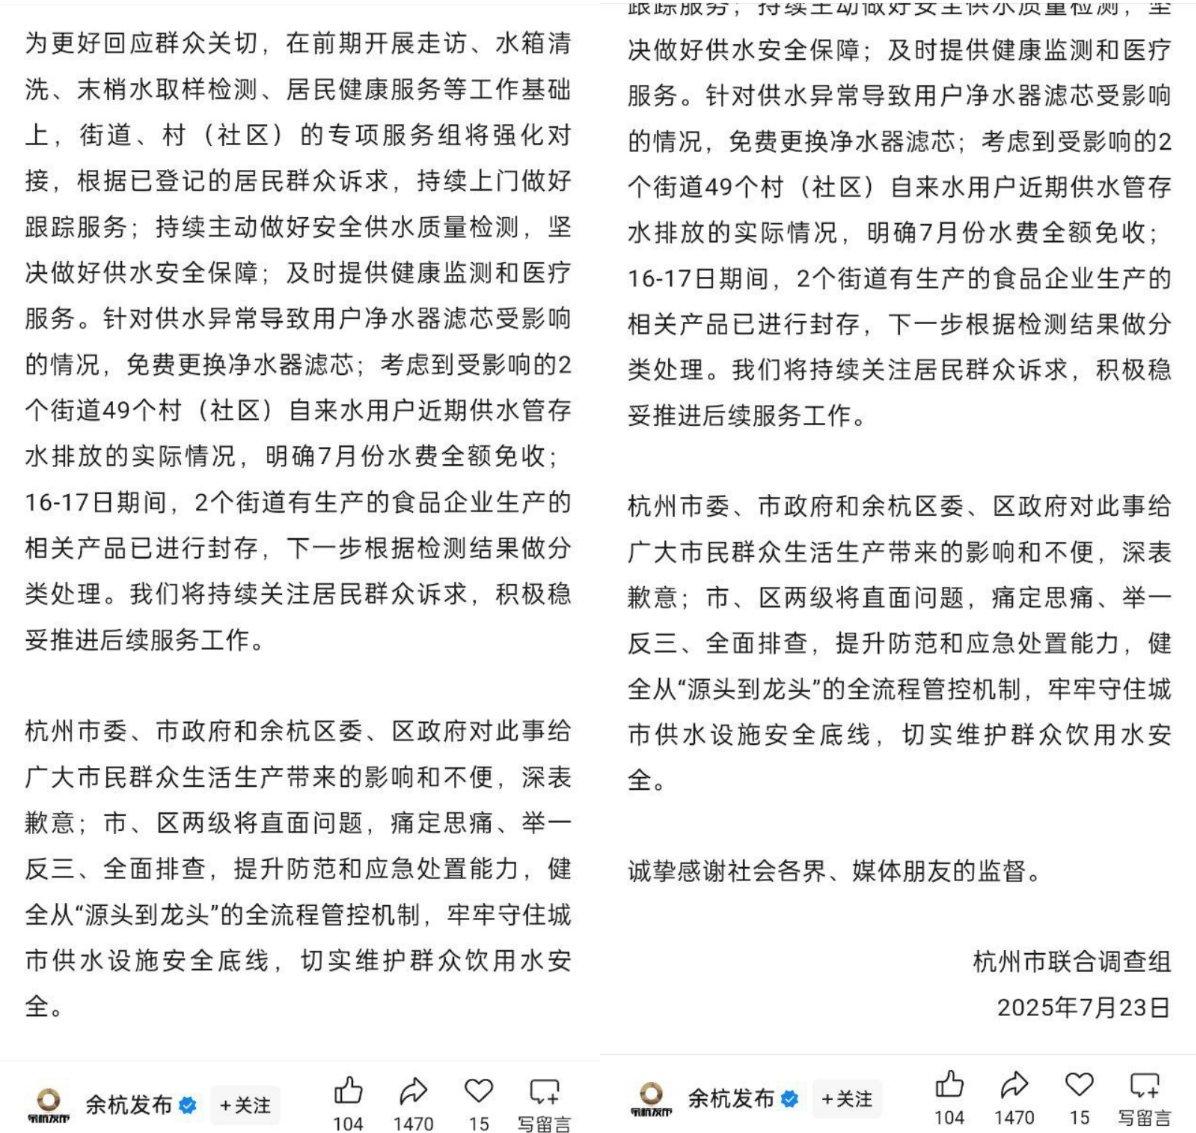 为更好回应群众关切，在前期开展走访、水箱清
洗、末梢水取样检测、居民健康服务等工作基础
上，街道、村（社区）的专项服务组将强化对
接，根据已登记的居民群众诉求，持续上门做好
跟踪服务；持续主动做好安全供水质量检测，坚
决做好供水安全保障；及时提供健康监测和医疗
服务。针对供水异常导致用户净水器滤芯受影响
的情况，免费更换净水器滤芯；考虑到受影响的2
个街道49个村（社区）自来水用户近期供水管存
水排放的实际情况，明确7月份水费全额免收；
16-17日期间，2个街道有生产的食品企业生产的
相关产品已进行封存，下一步根据检测结果做分
类处理。我们将持续关注居民群众诉求，积极稳
妥推进后续服务工作。
杭州市委、市政府和余杭区委、区政府对此事给
广大市民群众生活生产带来的影响和不便，深表
歉意；市、区两级将直面问题，痛定思痛、举一
反三、全面排查，提升防范和应急处置能力，健
全从“源头到龙头”的全流程管控机制，牢牢守住城
市供水设施安全底线，切实维护群众饮用水安
全。
余杭发布
余杭发布 +关注
104 1470 15 写留言
跟踪服务；持续主动做好安全供水质量检测，坚
决做好供水安全保障；及时提供健康监测和医疗
服务。针对供水异常导致用户净水器滤芯受影响
的情况，免费更换净水器滤芯；考虑到受影响的2
个街道49个村（社区）自来水用户近期供水管存
水排放的实际情况，明确7月份水费全额免收；
16-17日期间，2个街道有生产的食品企业生产的
相关产品已进行封存，下一步根据检测结果做分
类处理。我们将持续关注居民群众诉求，积极稳
妥推进后续服务工作。
杭州市委、市政府和余杭区委、区政府对此事给
广大市民群众生活生产带来的影响和不便，深表
歉意；市、区两级将直面问题，痛定思痛、举一
反三、全面排查，提升防范和应急处置能力，健
全从“源头到龙头”的全流程管控机制，牢牢守住城
市供水设施安全底线，切实维护群众饮用水安
全。
诚挚感谢社会各界、媒体朋友的监督。
杭州市联合调查组
2025年7月23日
余杭发布
余杭发布 +关注
104 1470 15 写留言